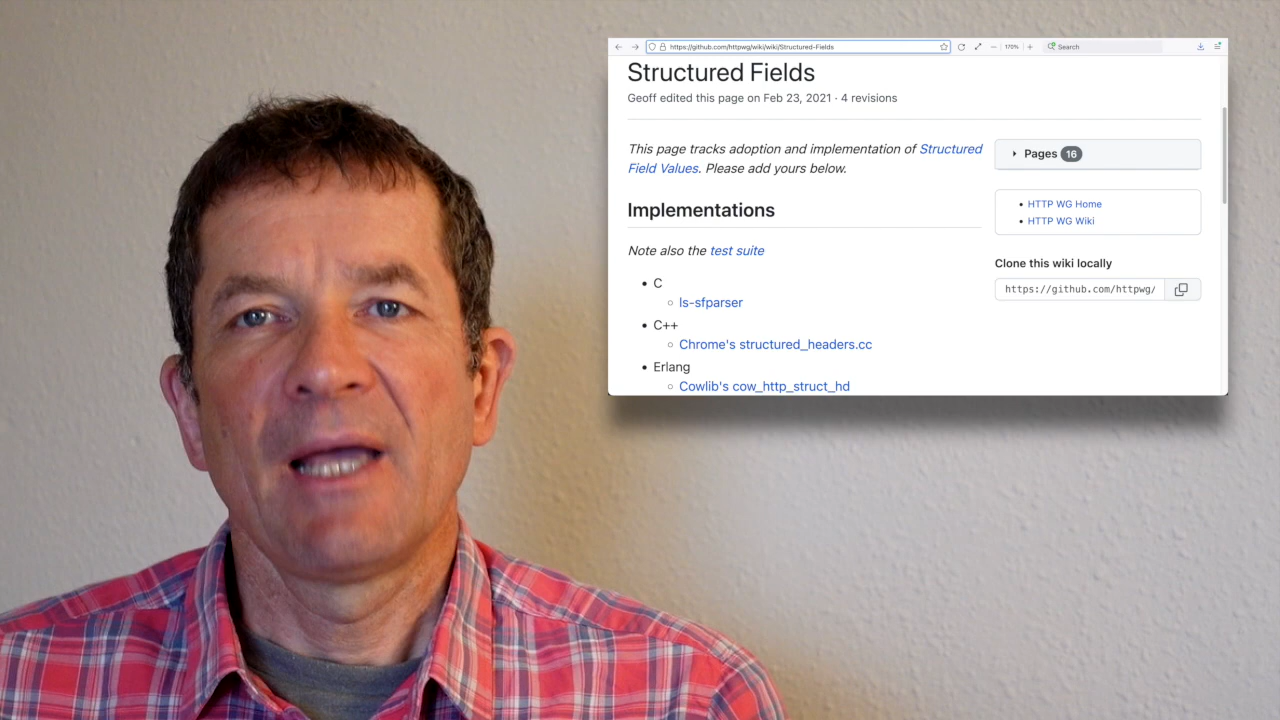 https://github.com/httpwg/wiki/wiki/Structured-Fields
170%
Search
Structured Fields
Geoff edited this page on Feb 23, 2021 · 4 revisions
This page tracks adoption and implementation of Structured
Field Values. Please add yours below.
Implementations
Note also the test suite
• C
○ ls-sfparser
• C++
○ Chrome's structured_headers.cc
• Erlang
○ Cowlib's cow_http_struct_hd
Pages 16
• HTTP WG Home
• HTTP WG Wiki
Clone this wiki locally
https://github.com/httpwg/